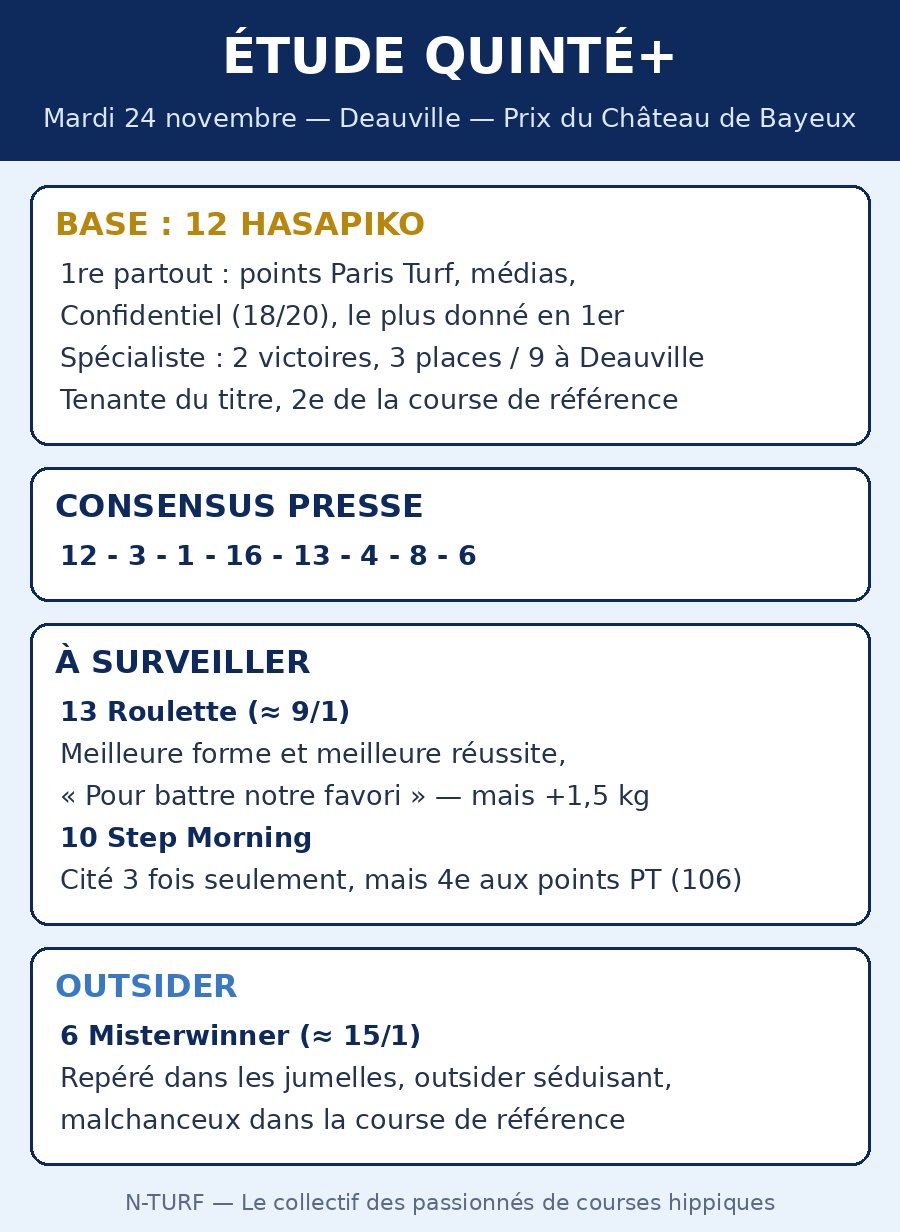 ÉTUDE QUINTÉ+
Mardi 24 novembre — Deauville — Prix du Château de Bayeux
BASE : 12 HASAPIKO
1re partout : points Paris Turf, médias,
Confidentiel (18/20), le plus donné en 1er
Spécialiste : 2 victoires, 3 places / 9 à Deauville
Tenante du titre, 2e de la course de référence
CONSENSUS PRESSE
12 - 3 - 1 - 16 - 13 - 4 - 8 - 6
À SURVEILLER
13 Roulette (≈ 9/1)
Meilleure forme et meilleure réussite,
« Pour battre notre favori » — mais +1,5 kg
10 Step Morning
Cité 3 fois seulement, mais 4e aux points PT (106)
OUTSIDER
6 Misterwinner (≈ 15/1)
Repéré dans les jumelles, outsider séduisant,
malchanceux dans la course de référence
N-TURF — Le collectif des passionnés de courses hippiques